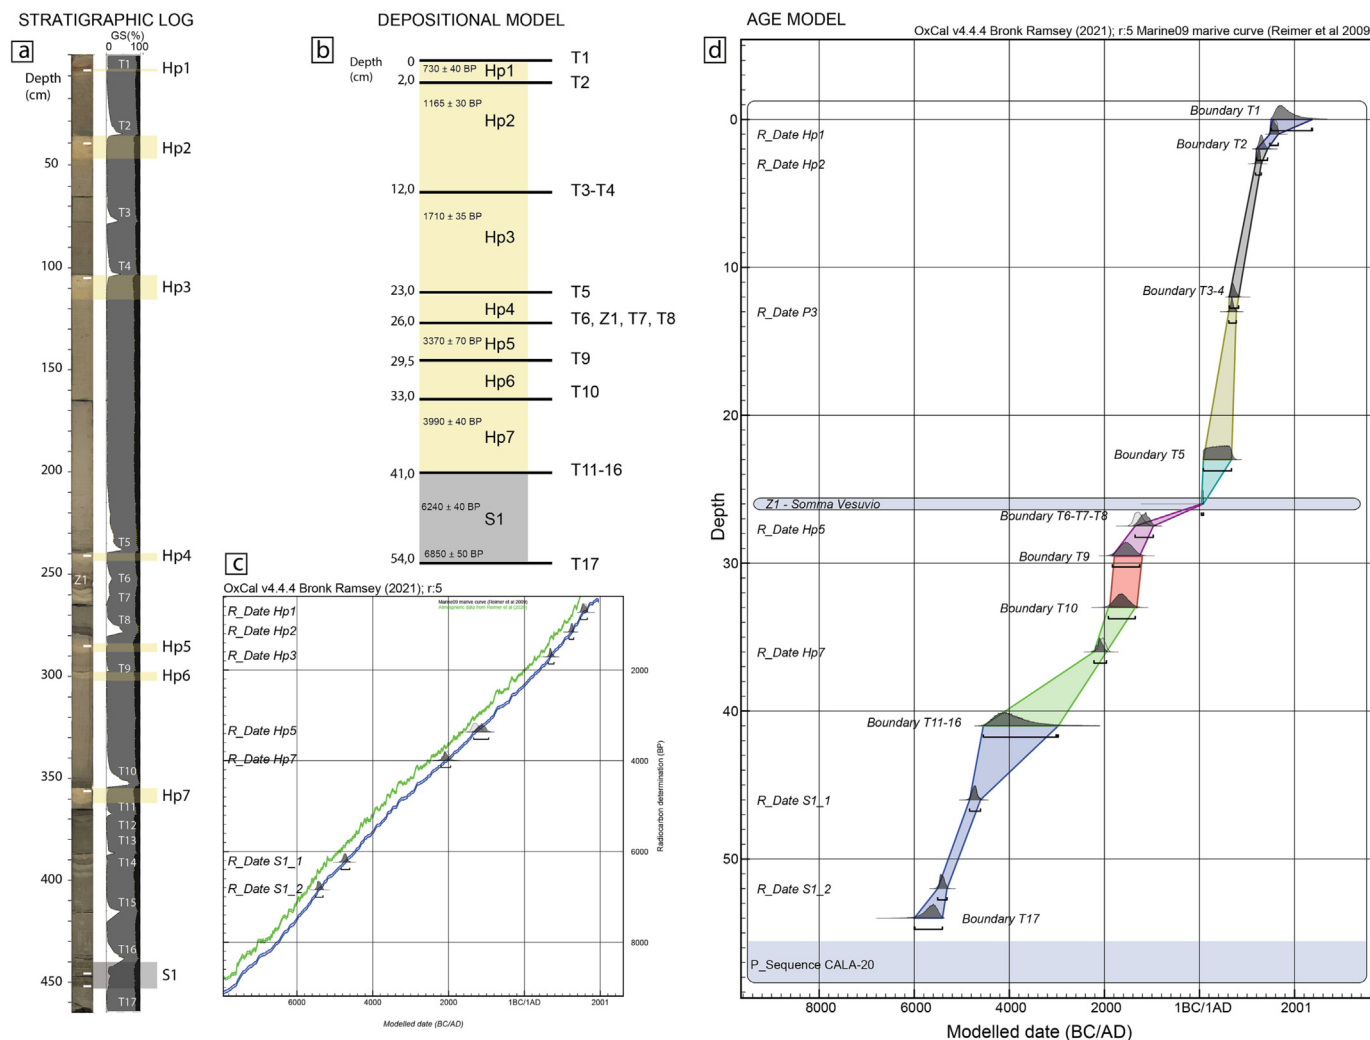 STRATIGRAPHIC LOG
a
GS(%)
0 100
Depth
(cm)
50
100
150
200
250
300
350
400
450
T1
T2
T3
T4
T5
Z1
T6
T7
T8
T9
T10
T11
T12
T13
T14
T15
T16
T17
Hp1
Hp2
Hp3
Hp4
Hp5
Hp6
Hp7
S1
DEPOSITIONAL MODEL
b
Depth
(cm)
0
T1
730 ± 40 BP
Hp1
2,0
T2
1165 ± 30 BP
Hp2
12,0
T3-T4
1710 ± 35 BP
Hp3
23,0
T5
Hp4
26,0
T6, Z1, T7, T8
3370 ± 70 BP
Hp5
29,5
T9
Hp6
33,0
T10
3990 ± 40 BP
Hp7
41,0
T11-16
6240 ± 40 BP
S1
6850 ± 50 BP
54,0
T17
c
OxCal v4.4.4 Bronk Ramsey (2021); r:5
Marine09 marive curve (Reimer et al 2009)
R_Date Hp1
R_Date Hp2
R_Date Hp3
R_Date Hp5
R_Date Hp7
R_Date S1_1
R_Date S1_2
2000
4000
6000
8000
Radiocarbon determination (BP)
6000 4000 2000 1BC/1AD 2001
Modelled date (BC/AD)
AGE MODEL
d
OxCal v4.4.4 Bronk Ramsey (2021); r:5 Marine09 marive curve (Reimer et al 2009)
Boundary T1
R_Date Hp1
Boundary T2
R_Date Hp2
Boundary T3-4
R_Date P3
Boundary T5
Z1 - Somma Vesuvio
Boundary T6-T7-T8
R_Date Hp5
Boundary T9
Boundary T10
R_Date Hp7
Boundary T11-16
R_Date S1_1
R_Date S1_2
Boundary T17
P_Sequence CALA-20
0
10
20
30
40
50
Depth
8000 6000 4000 2000 1BC/1AD 2001
Modelled date (BC/AD)